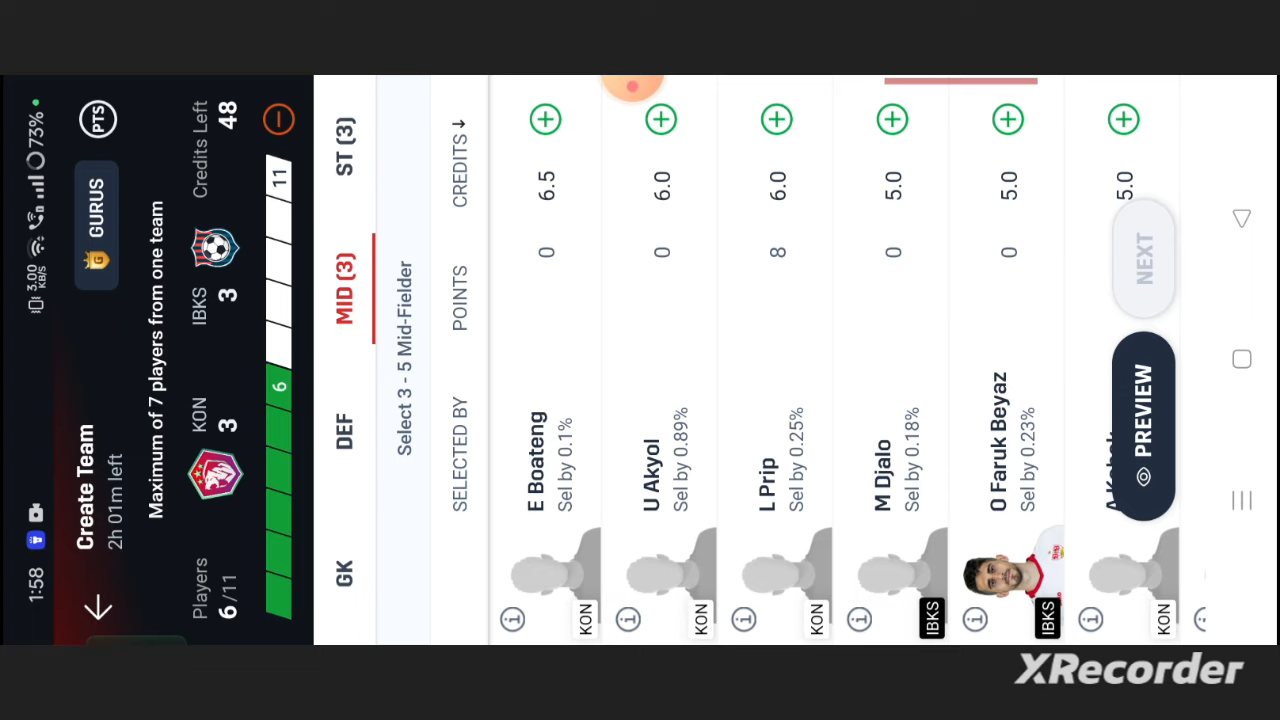 1:58
3.00 KB/S
73%
Create Team
2h 01m left
GURUS
PTS
Maximum of 7 players from one team
Players
6/11
KON
3
IBKS
3
Credits Left
48
6
11
GK
DEF
MID (3)
ST (3)
Select 3 - 5 Mid-Fielder
SELECTED BY
POINTS
CREDITS ↓
E Boateng
Sel by 0.1%
0
6.5
KON
U Akyol
Sel by 0.89%
0
6.0
KON
L Prip
Sel by 0.25%
8
6.0
KON
M Djalo
Sel by 0.18%
0
5.0
IBKS
O Faruk Beyaz
Sel by 0.23%
0
5.0
IBKS
5.0
KON
PREVIEW
NEXT
XRecorder